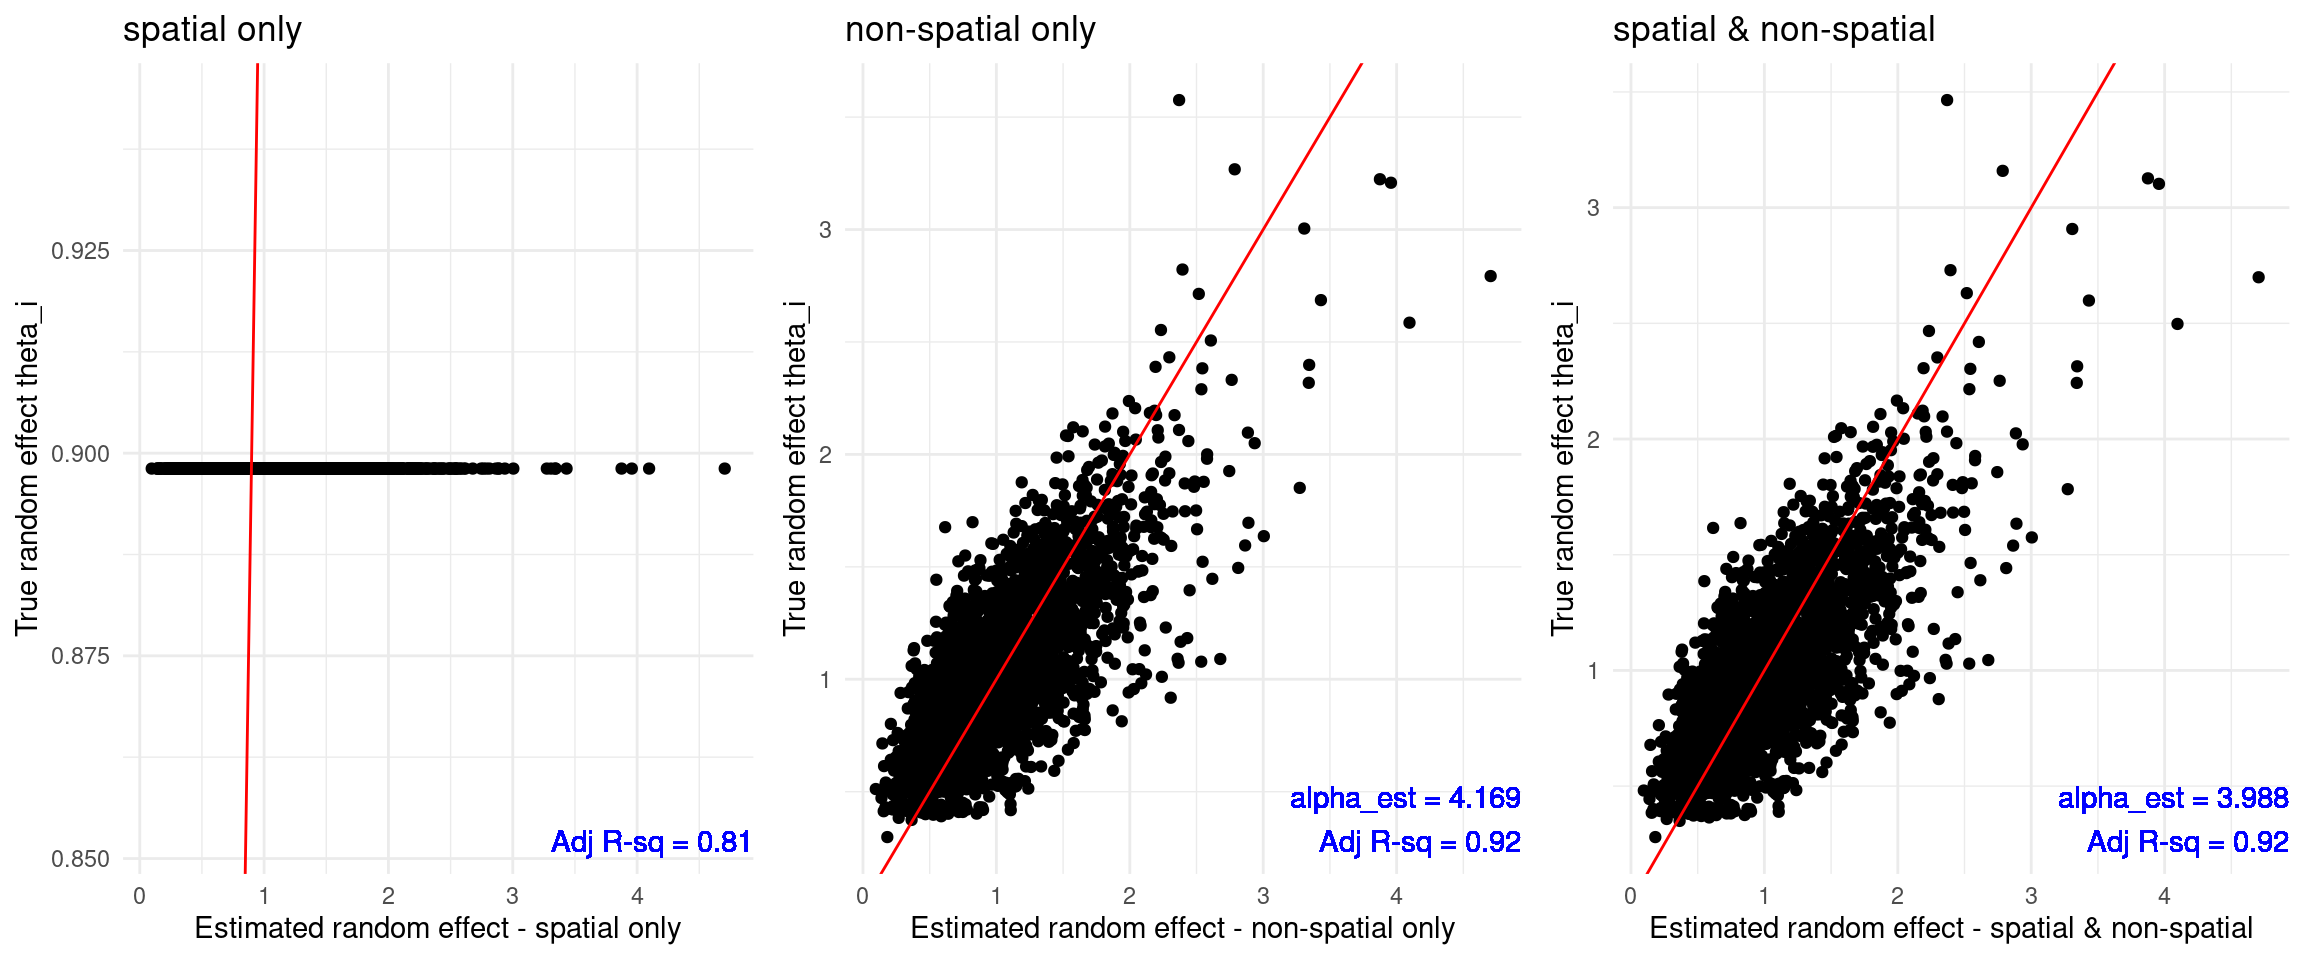 spatial only
True random effect theta_i
0.925
0.900
0.875
0.850
Adj R-sq = 0.81
0 1 2 3 4
Estimated random effect - spatial only
non-spatial only
True random effect theta_i
3
2
1
alpha_est = 4.169
Adj R-sq = 0.92
0 1 2 3 4
Estimated random effect - non-spatial only
spatial & non-spatial
True random effect theta_i
3
2
1
alpha_est = 3.988
Adj R-sq = 0.92
0 1 2 3 4
Estimated random effect - spatial & non-spatial